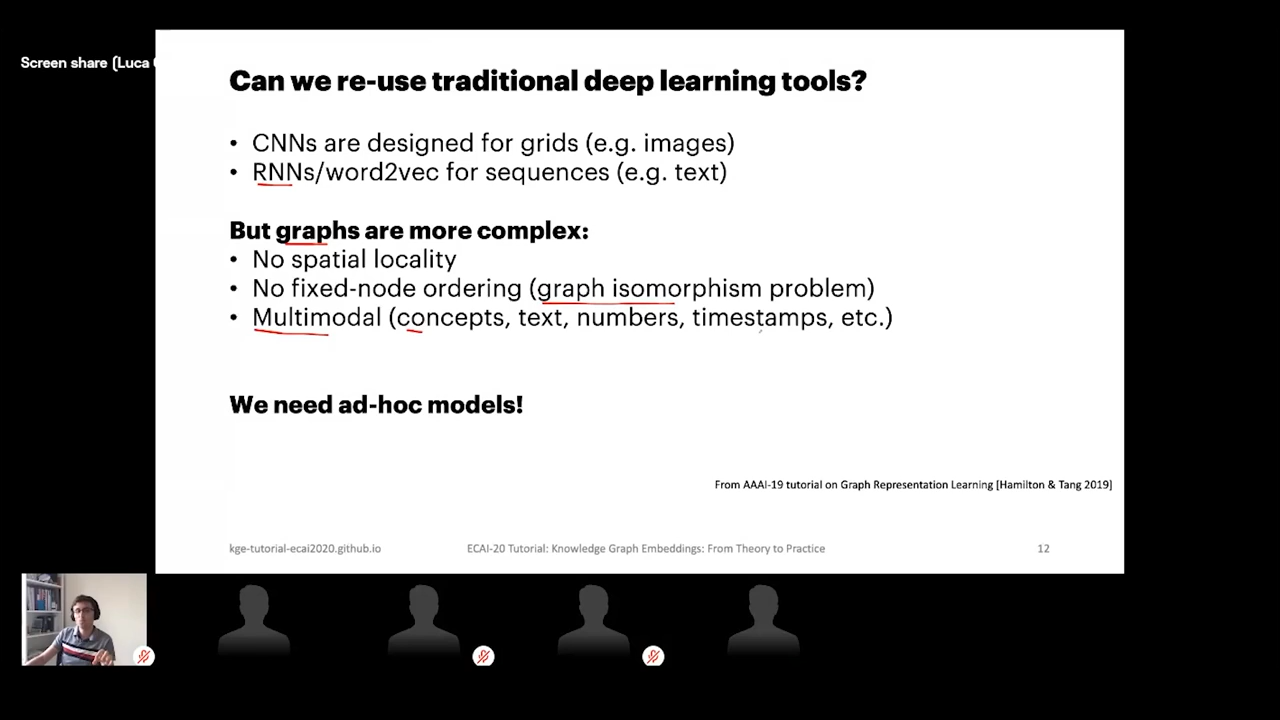 Screen share (Luca
Can we re-use traditional deep learning tools?
• CNNs are designed for grids (e.g. images)
• RNNs/word2vec for sequences (e.g. text)
But graphs are more complex:
• No spatial locality
• No fixed-node ordering (graph isomorphism problem)
• Multimodal (concepts, text, numbers, timestamps, etc.)
We need ad-hoc models!
From AAAI-19 tutorial on Graph Representation Learning [Hamilton & Tang 2019]
kge-tutorial-ecai2020.github.io ECAI-20 Tutorial: Knowledge Graph Embeddings: From Theory to Practice 12